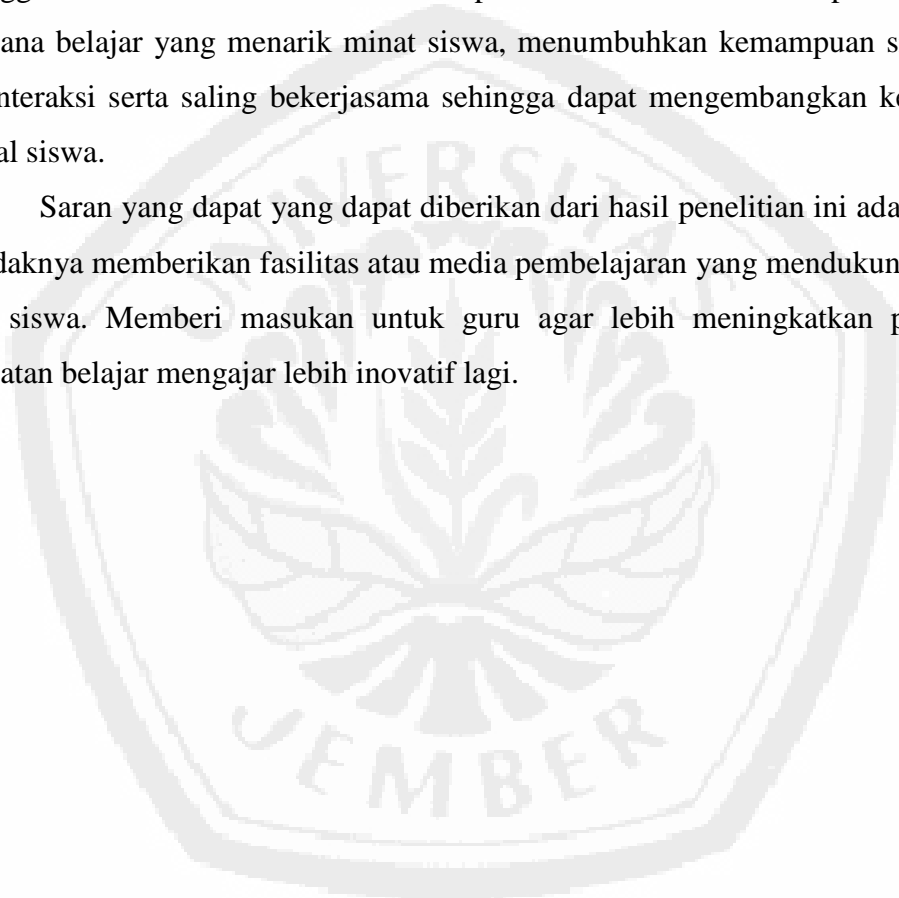 ana belajar yang menarik minat siswa, menumbuhkan kemampuan s
nteraksi serta saling bekerjasama sehingga dapat mengembangkan ke
al siswa.
Saran yang dapat yang dapat diberikan dari hasil penelitian ini ada
daknya memberikan fasilitas atau media pembelajaran yang mendukun
siswa. Memberi masukan untuk guru agar lebih meningkatkan p
atan belajar mengajar lebih inovatif lagi.
UNIVERSITAS
JEMBER